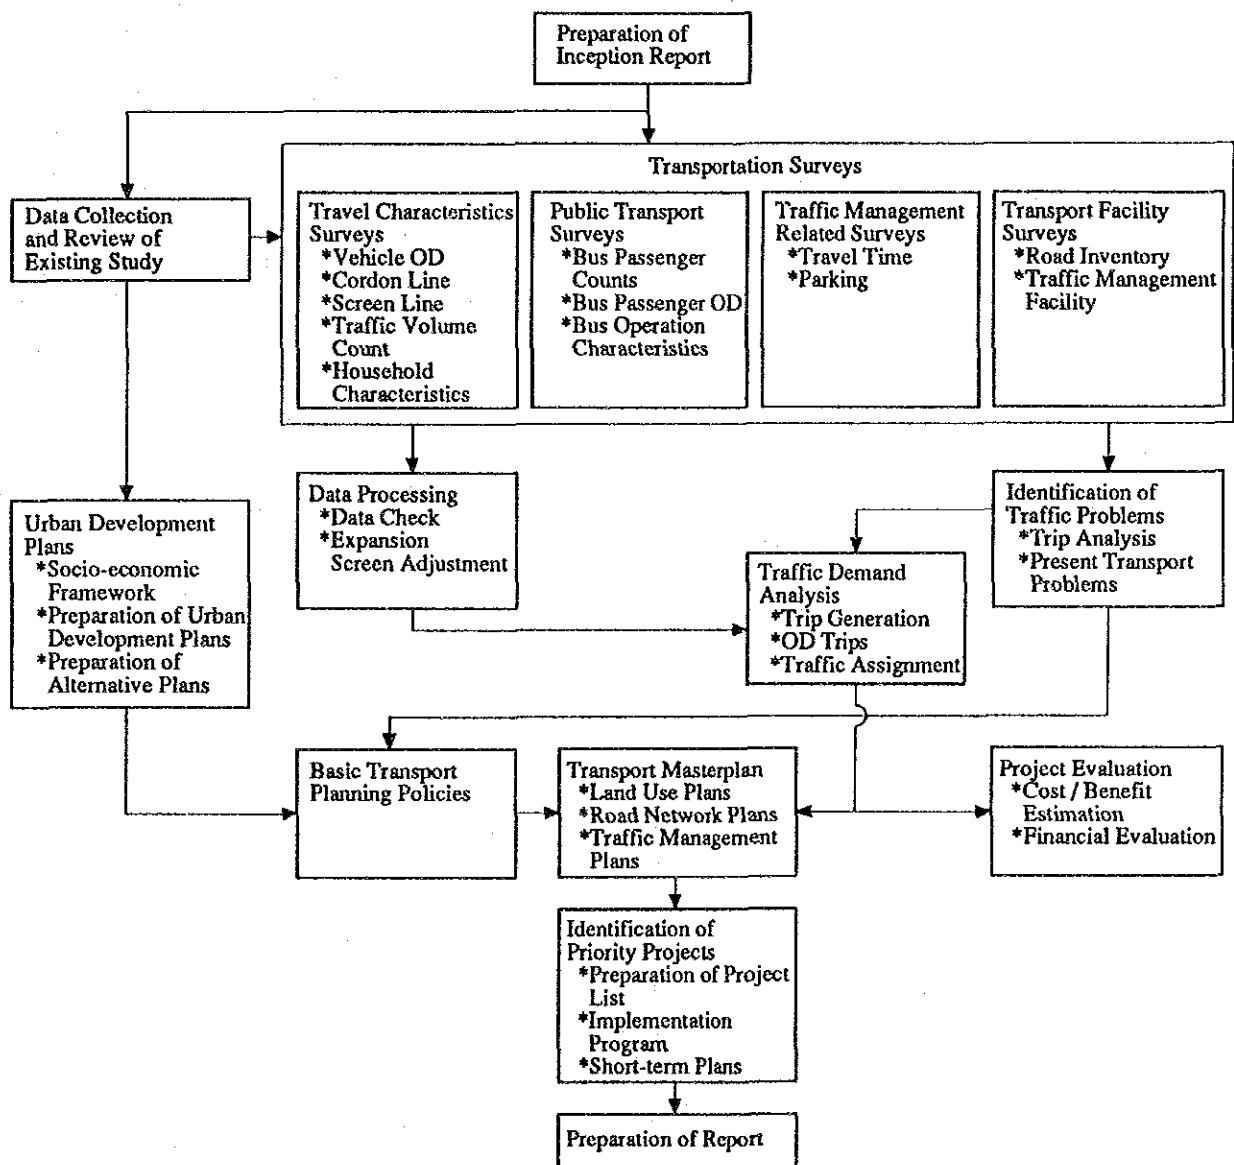 Preparation of
Inception Report
Transportation Surveys
Data Collection
and Review of
Existing Study
Travel Characteristics
Surveys
*Vehicle OD
*Cordon Line
*Screen Line
*Traffic Volume
Count
*Household
Characteristics
Public Transport
Surveys
*Bus Passenger
Counts
*Bus Passenger OD
*Bus Operation
Characteristics
Traffic Management
Related Surveys
*Travel Time
*Parking
Transport Facility
Surveys
*Road Inventory
*Traffic Management
Facility
Urban Development
Plans
*Socio-economic
Framework
*Preparation of Urban
Development Plans
*Preparation of
Alternative Plans
Data Processing
*Data Check
*Expansion
Screen Adjustment
Traffic Demand
Analysis
*Trip Generation
*OD Trips
*Traffic Assignment
Identification of
Traffic Problems
*Trip Analysis
*Present Transport
Problems
Basic Transport
Planning Policies
Transport Masterplan
*Land Use Plans
*Road Network Plans
*Traffic Management
Plans
Project Evaluation
*Cost / Benefit
Estimation
*Financial Evaluation
Identification of
Priority Projects
*Preparation of Project
List
*Implementation
Program
*Short-term Plans
Preparation of Report